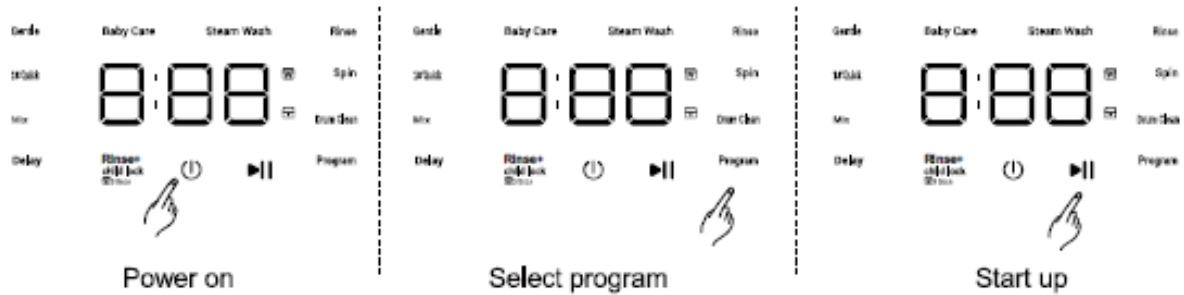 Gentle Baby Care Steam Wash Rinse
Spin
Mix Drum Clean
Delay Rinse+ Program
child lock
Power on
Gentle Baby Care Steam Wash Rinse
Spin
Mix Drum Clean
Delay Rinse+ Program
child lock
Select program
Gentle Baby Care Steam Wash Rinse
Spin
Mix Drum Clean
Delay Rinse+ Program
child lock
Start up